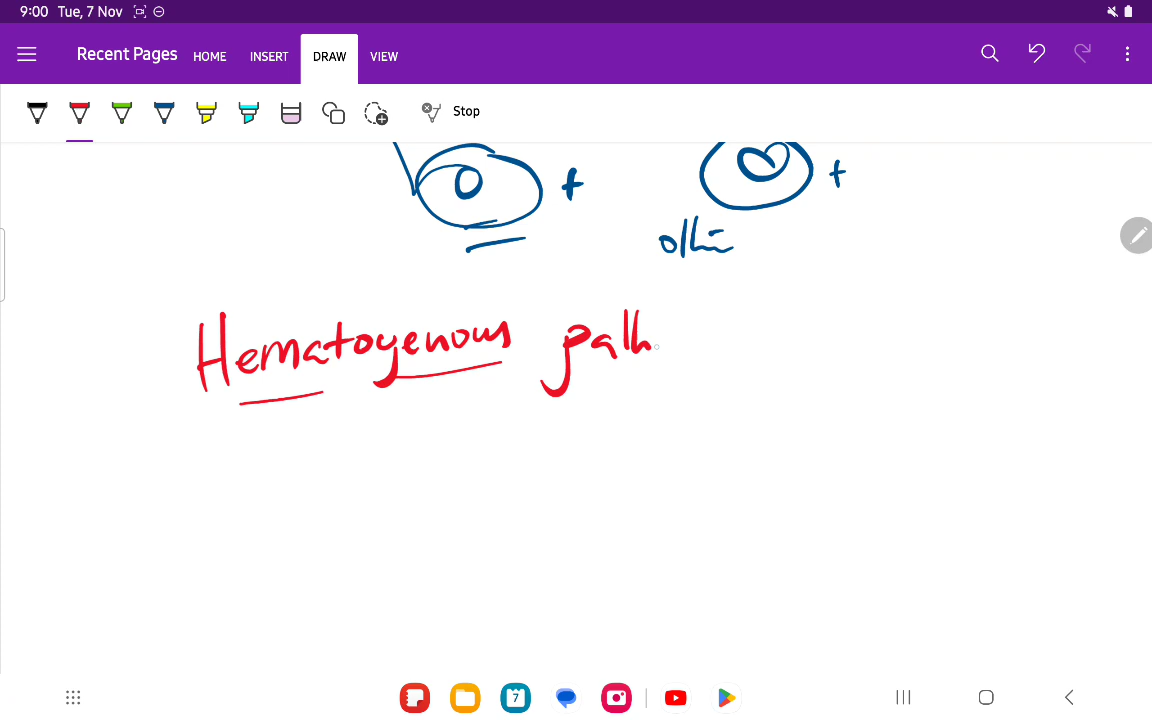 9:00 Tue, 7 Nov
Recent Pages HOME INSERT DRAW VIEW
Stop
+ +
Hematogenous path
7